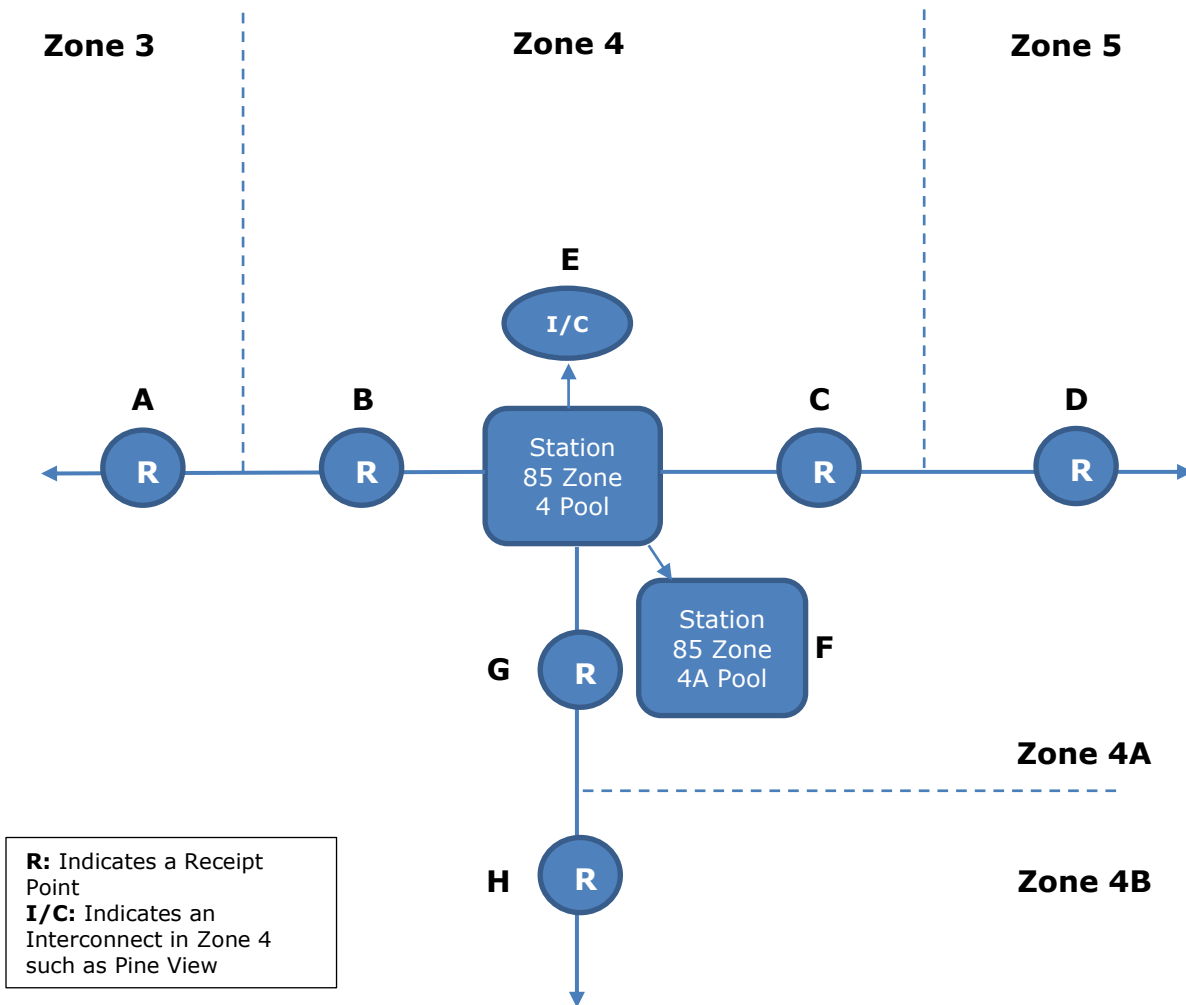 Zone 3
Zone 4
Zone 5
E
I/C
A
B
C
D
R
R
Station
85 Zone
4 Pool
R
R
G
R
Station
85 Zone
4A Pool
F
Zone 4A
H
R
Zone 4B
R: Indicates a Receipt
Point
I/C: Indicates an
Interconnect in Zone 4
such as Pine View